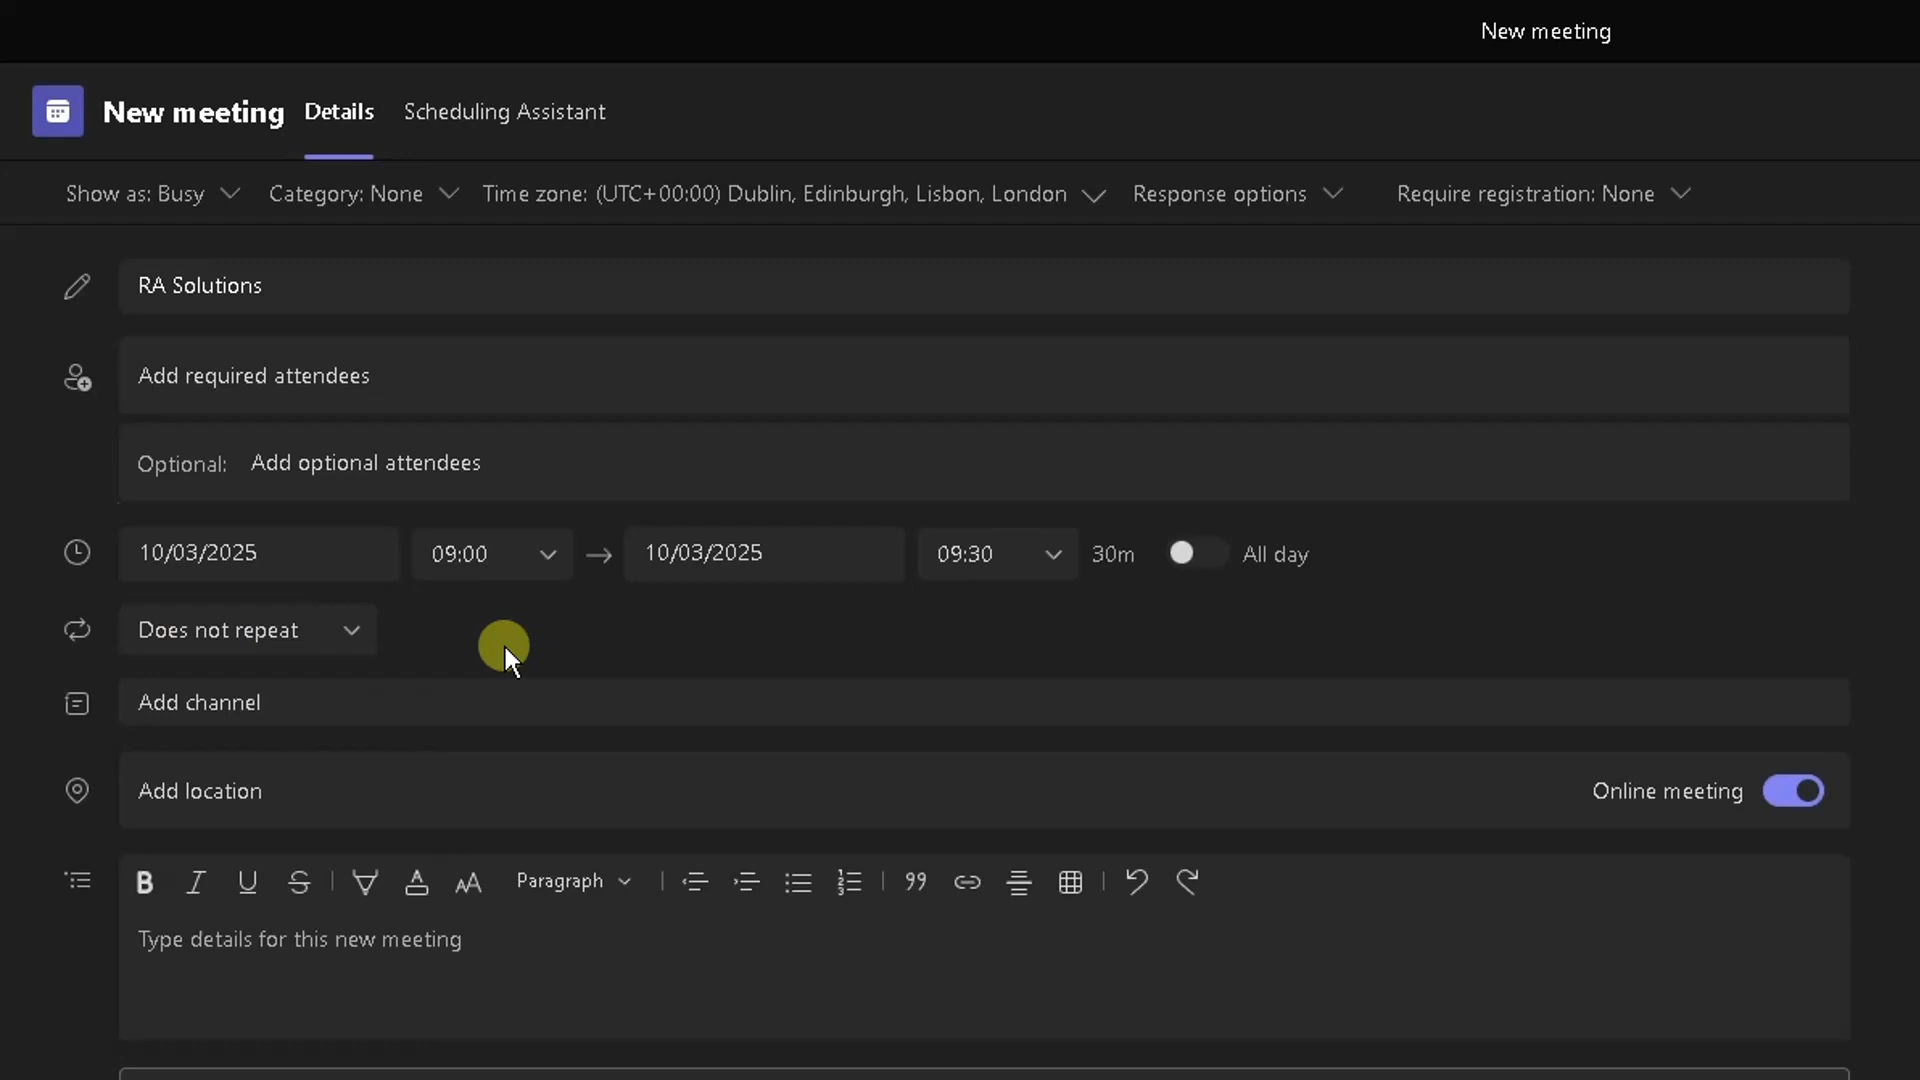 New meeting
New meeting Details Scheduling Assistant
Show as: Busy Category: None Time zone: (UTC+00:00) Dublin, Edinburgh, Lisbon, London Response options Require registration: None
RA Solutions
Add required attendees
Optional: Add optional attendees
10/03/2025 09:00 → 10/03/2025 09:30 30m All day
Does not repeat
Add channel
Add location Online meeting
B I U S A AA Paragraph
Type details for this new meeting